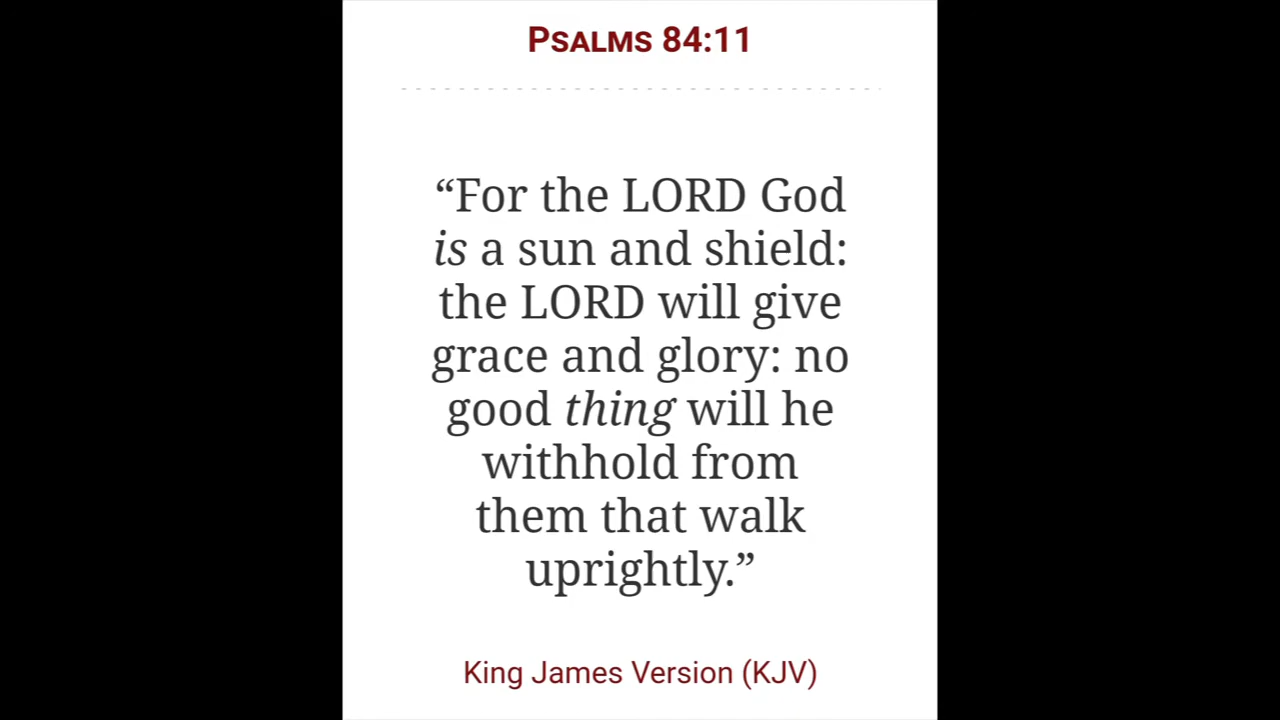 PSALMS 84:11
“For the LORD God
is a sun and shield:
the LORD will give
grace and glory: no
good thing will he
withhold from
them that walk
uprightly.”
King James Version (KJV)